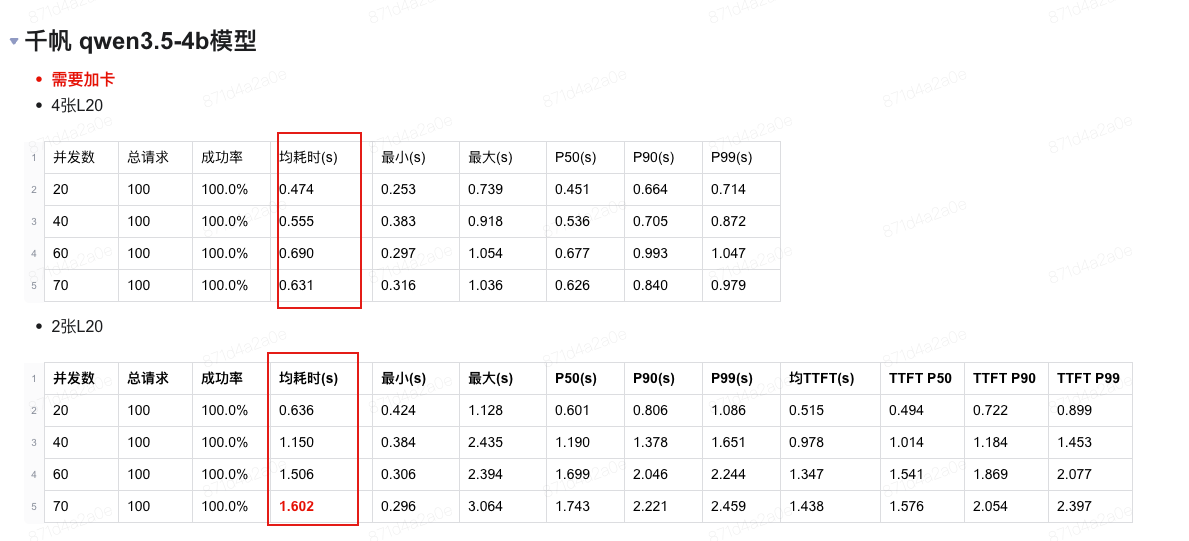 千帆 qwen3.5-4b模型
需要加卡
4张L20
1 并发数 总请求 成功率 均耗时(s) 最小(s) 最大(s) P50(s) P90(s) P99(s)
2 20 100 100.0% 0.474 0.253 0.739 0.451 0.664 0.714
3 40 100 100.0% 0.555 0.383 0.918 0.536 0.705 0.872
4 60 100 100.0% 0.690 0.297 1.054 0.677 0.993 1.047
5 70 100 100.0% 0.631 0.316 1.036 0.626 0.840 0.979
2张L20
1 并发数 总请求 成功率 均耗时(s) 最小(s) 最大(s) P50(s) P90(s) P99(s) 均TTFT(s) TTFT P50 TTFT P90 TTFT P99
2 20 100 100.0% 0.636 0.424 1.128 0.601 0.806 1.086 0.515 0.494 0.722 0.899
3 40 100 100.0% 1.150 0.384 2.435 1.190 1.378 1.651 0.978 1.014 1.184 1.453
4 60 100 100.0% 1.506 0.306 2.394 1.699 2.046 2.244 1.347 1.541 1.869 2.077
5 70 100 100.0% 1.602 0.296 3.064 1.743 2.221 2.459 1.438 1.576 2.054 2.397
871d4a2a0e